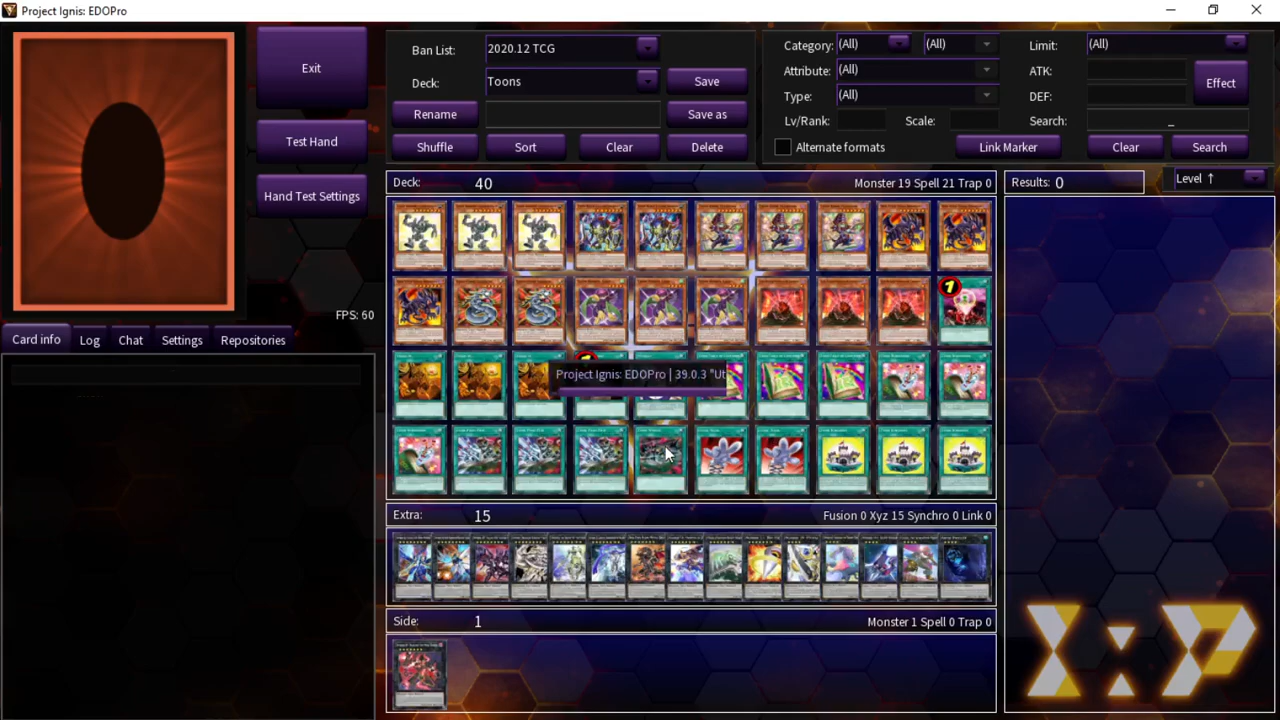 Project Ignis: EDOPro
Exit
Test Hand
Hand Test Settings
FPS: 60
Card info
Log
Chat
Settings
Repositories
Ban List:
2020.12 TCG
Deck:
Toons
Save
Rename
Save as
Shuffle
Sort
Clear
Delete
Category:
(All)
(All)
Limit:
(All)
Attribute:
(All)
ATK:
Effect
Type:
(All)
DEF:
Lv/Rank:
Scale:
Search:
_
Alternate formats
Link Marker
Clear
Search
Deck:
40
Monster 19 Spell 21 Trap 0
Results: 0
Level ↑
1
Project Ignis: EDOPro | 39.0.3 "Ut
Extra:
15
Fusion 0 Xyz 15 Synchro 0 Link 0
Side:
1
Monster 1 Spell 0 Trap 0